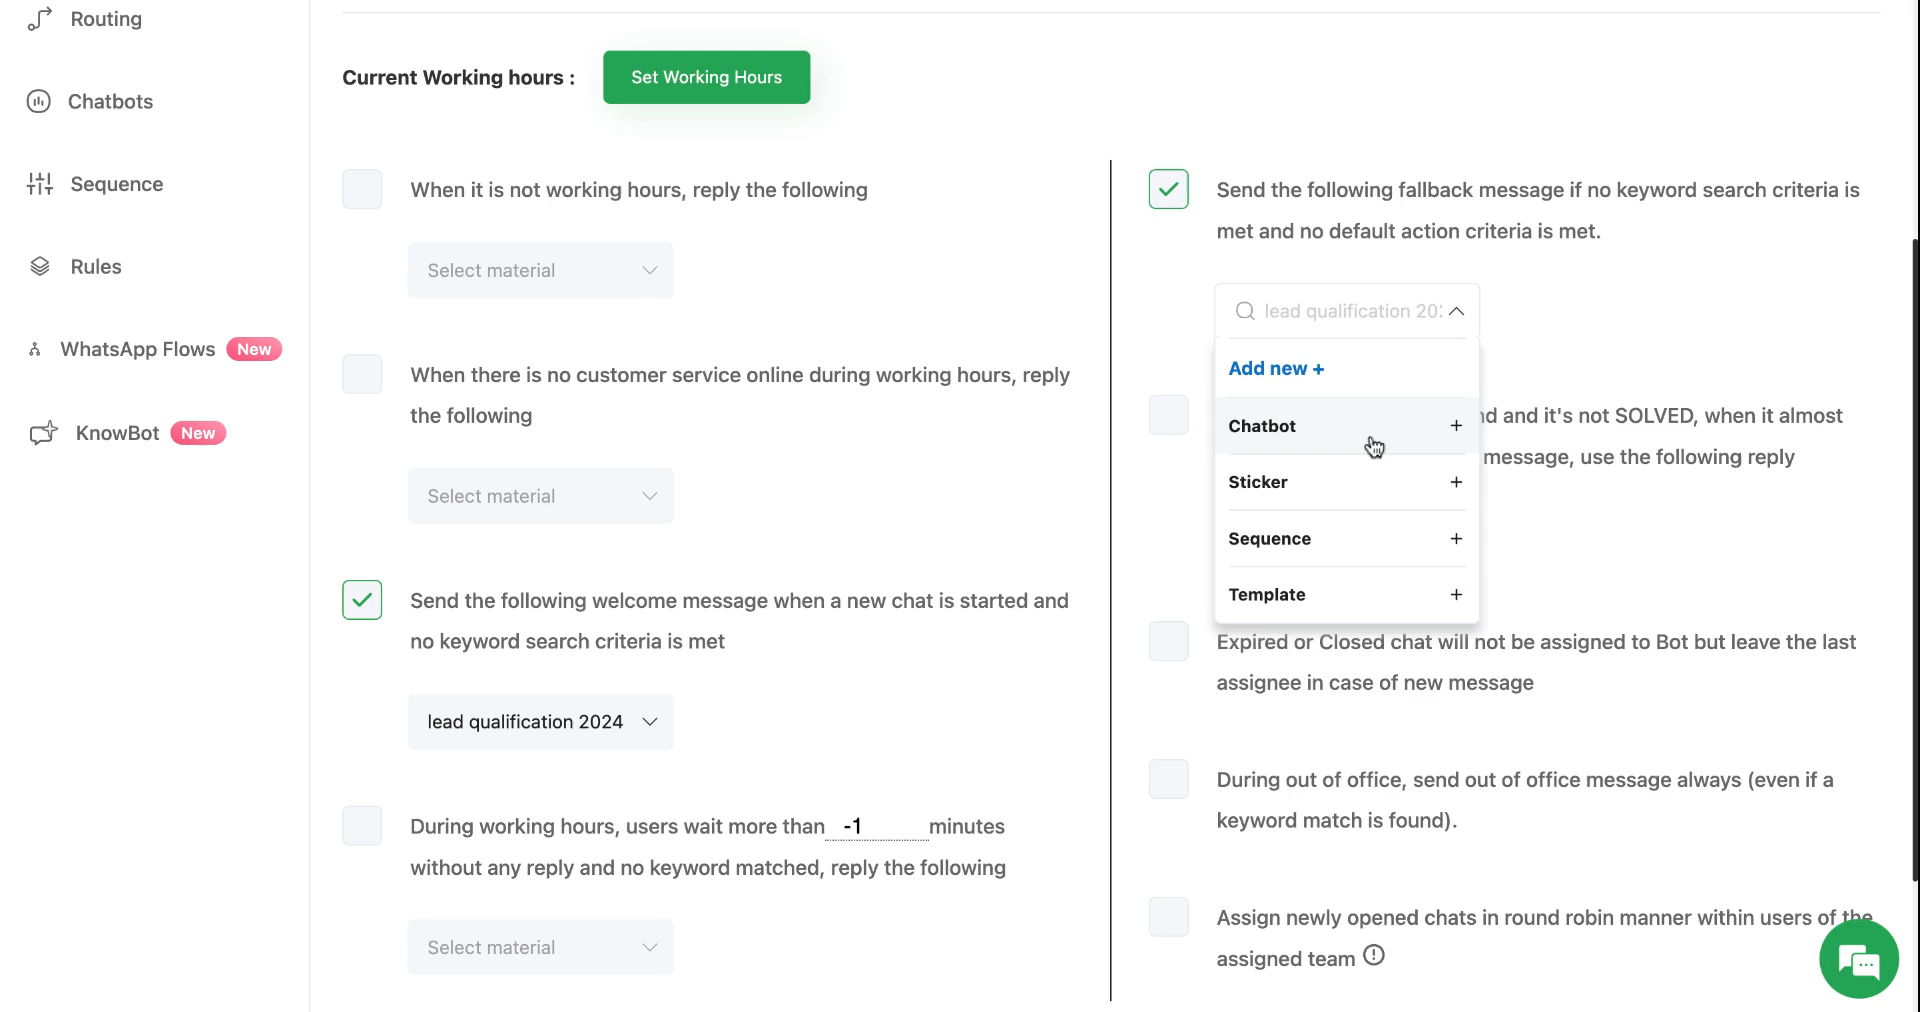 Routing
Chatbots
Sequence
Rules
WhatsApp Flows New
KnowBot New
Current Working hours : Set Working Hours
When it is not working hours, reply the following
Select material
When there is no customer service online during working hours, reply
the following
Select material
Send the following welcome message when a new chat is started and
no keyword search criteria is met
lead qualification 2024
During working hours, users wait more than -1 minutes
without any reply and no keyword matched, reply the following
Select material
Send the following fallback message if no keyword search criteria is
met and no default action criteria is met.
lead qualification 20
Add new +
Chatbot +
Sticker +
Sequence +
Template +
and it's not SOLVED, when it almost
message, use the following reply
Expired or Closed chat will not be assigned to Bot but leave the last
assignee in case of new message
During out of office, send out of office message always (even if a
keyword match is found).
Assign newly opened chats in round robin manner within users of the
assigned team